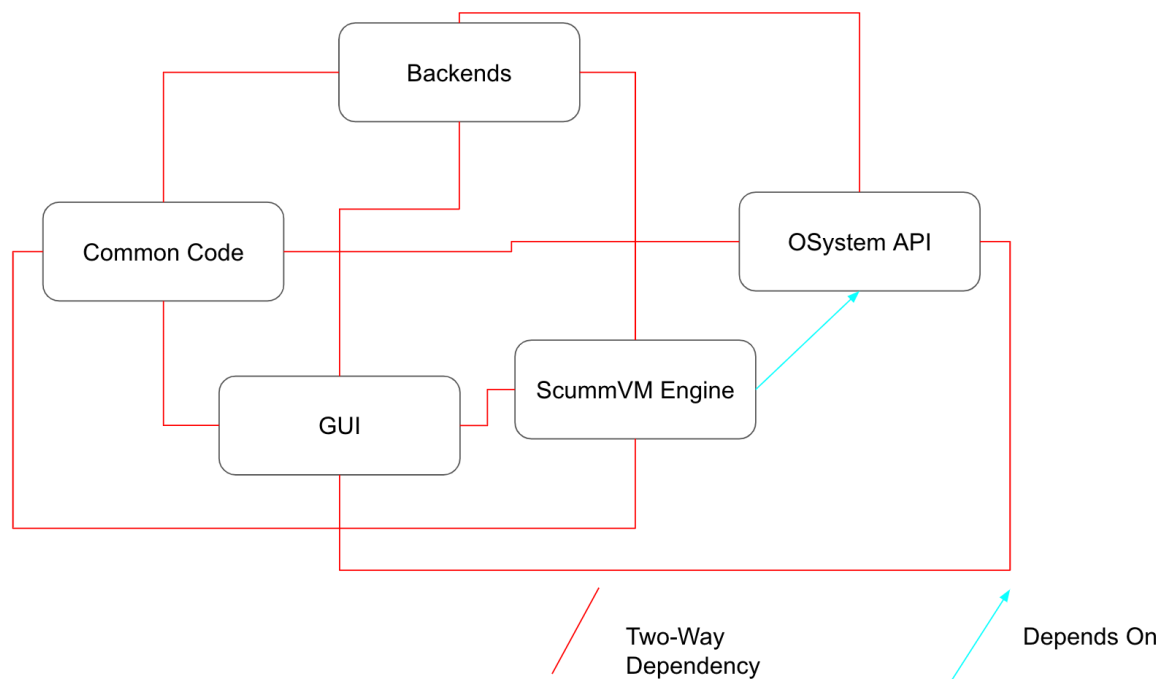 Backends
Common Code
OSystem API
ScummVM Engine
GUI
Two-Way
Dependency
Depends On